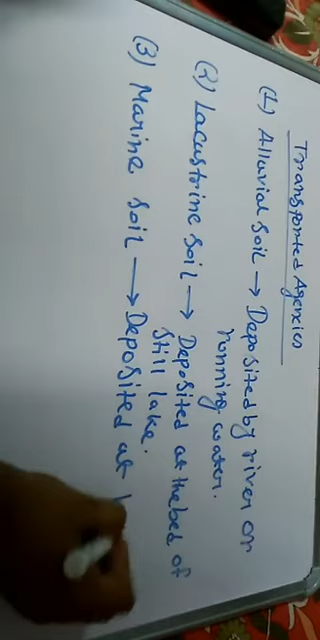 Transported Agencies
(1) Alluvial Soil → Deposited by river or
running water.
(2) Lacustrine Soil → Deposited at the bed of
still lake.
(3) Marine Soil → Deposited at